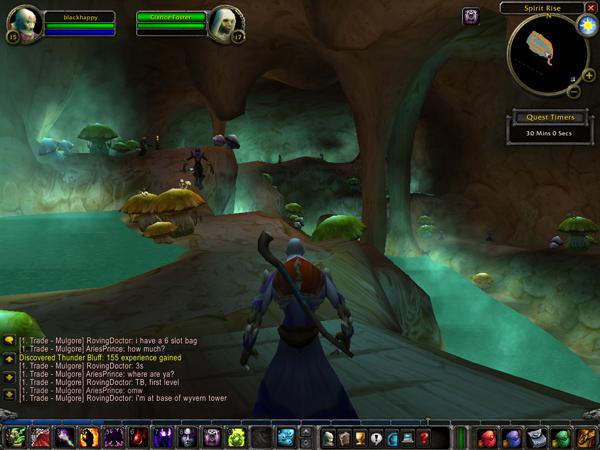 blackhappy
15
Clarice Foster
17
Spirit Rise
N
Quest Timers
30 Mins 0 Secs
[1. Trade - Mulgore] RovingDoctor: i have a 6 slot bag
[1. Trade - Mulgore] AriesPrince: how much?
Discovered Thunder Bluff: 155 experience gained
[1. Trade - Mulgore] RovingDoctor: 3s
[1. Trade - Mulgore] AriesPrince: where are ya?
[1. Trade - Mulgore] RovingDoctor: TB, first level
[1. Trade - Mulgore] AriesPrince: omw
[1. Trade - Mulgore] RovingDoctor: i'm at base of wyvern tower